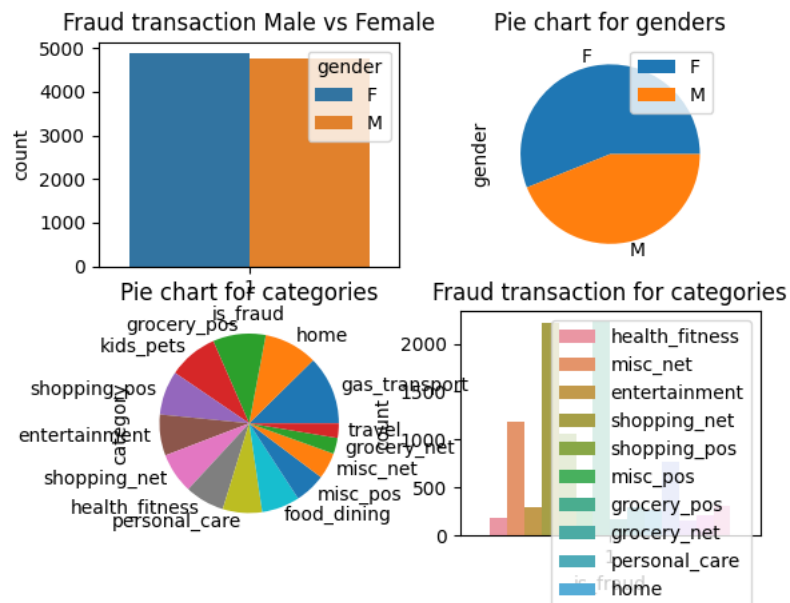 Fraud transaction Male vs Female
Pie chart for genders
5000
4000
3000
2000
1000
0
count
gender
F
M
1
is_fraud
F
M
gender
F
M
Pie chart for categories
grocery_pos
home
kids_pets
gas_transport
shopping_pos
category
entertainment
travel
grocery_net
shopping_net
misc_net
misc_pos
health_fitness
personal_care
food_dining
Fraud transaction for categories
2000
1500
1000
500
0
count
1
is_fraud
health_fitness
misc_net
entertainment
shopping_net
shopping_pos
misc_pos
grocery_pos
grocery_net
personal_care
home